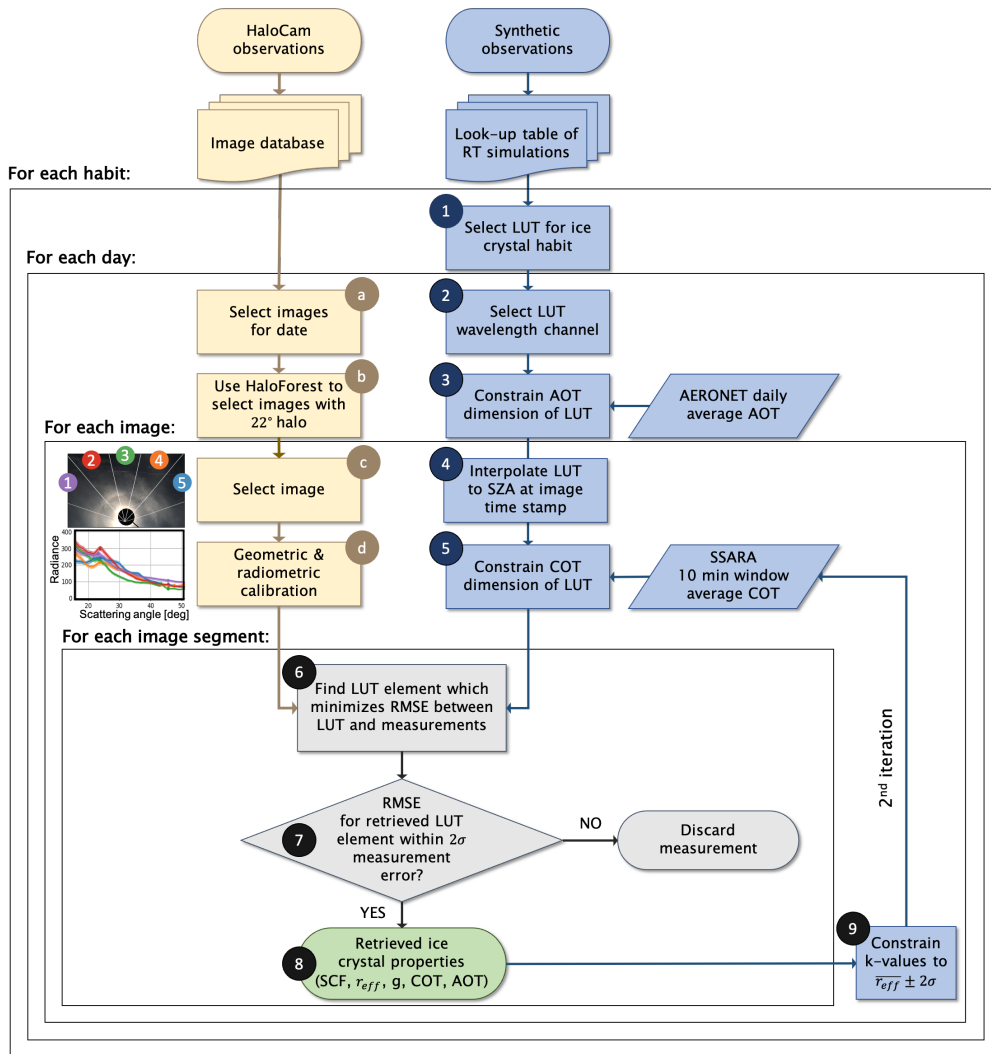 HaloCam
observations
Synthetic
observations
Image database
Look-up table of
RT simulations
For each habit:
1
Select LUT for ice
crystal habit
For each day:
a
Select images
for date
2
Select LUT
wavelength channel
b
Use HaloForest to
select images with
22° halo
3
Constrain AOT
dimension of LUT
AERONET daily
average AOT
For each image:
1
2
3
4
5
c
Select image
4
Interpolate LUT
to SZA at image
time stamp
Radiance
400
300
200
100
0
20
30
40
50
Scattering angle [deg]
d
Geometric &
radiometric
calibration
5
Constrain COT
dimension of LUT
SSARA
10 min window
average COT
For each image segment:
6
Find LUT element which
minimizes RMSE between
LUT and measurements
2nd iteration
7
RMSE
for retrieved LUT
element within 2σ
measurement
error?
NO
Discard
measurement
YES
8
Retrieved ice
crystal properties
(SCF, r_eff, g, COT, AOT)
9
Constrain
k-values to
r_eff ± 2σ